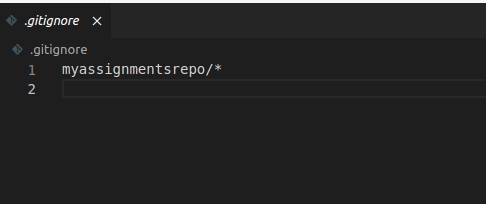 .gitignore ×
.gitignore
1 myassignmentsrepo/*
2